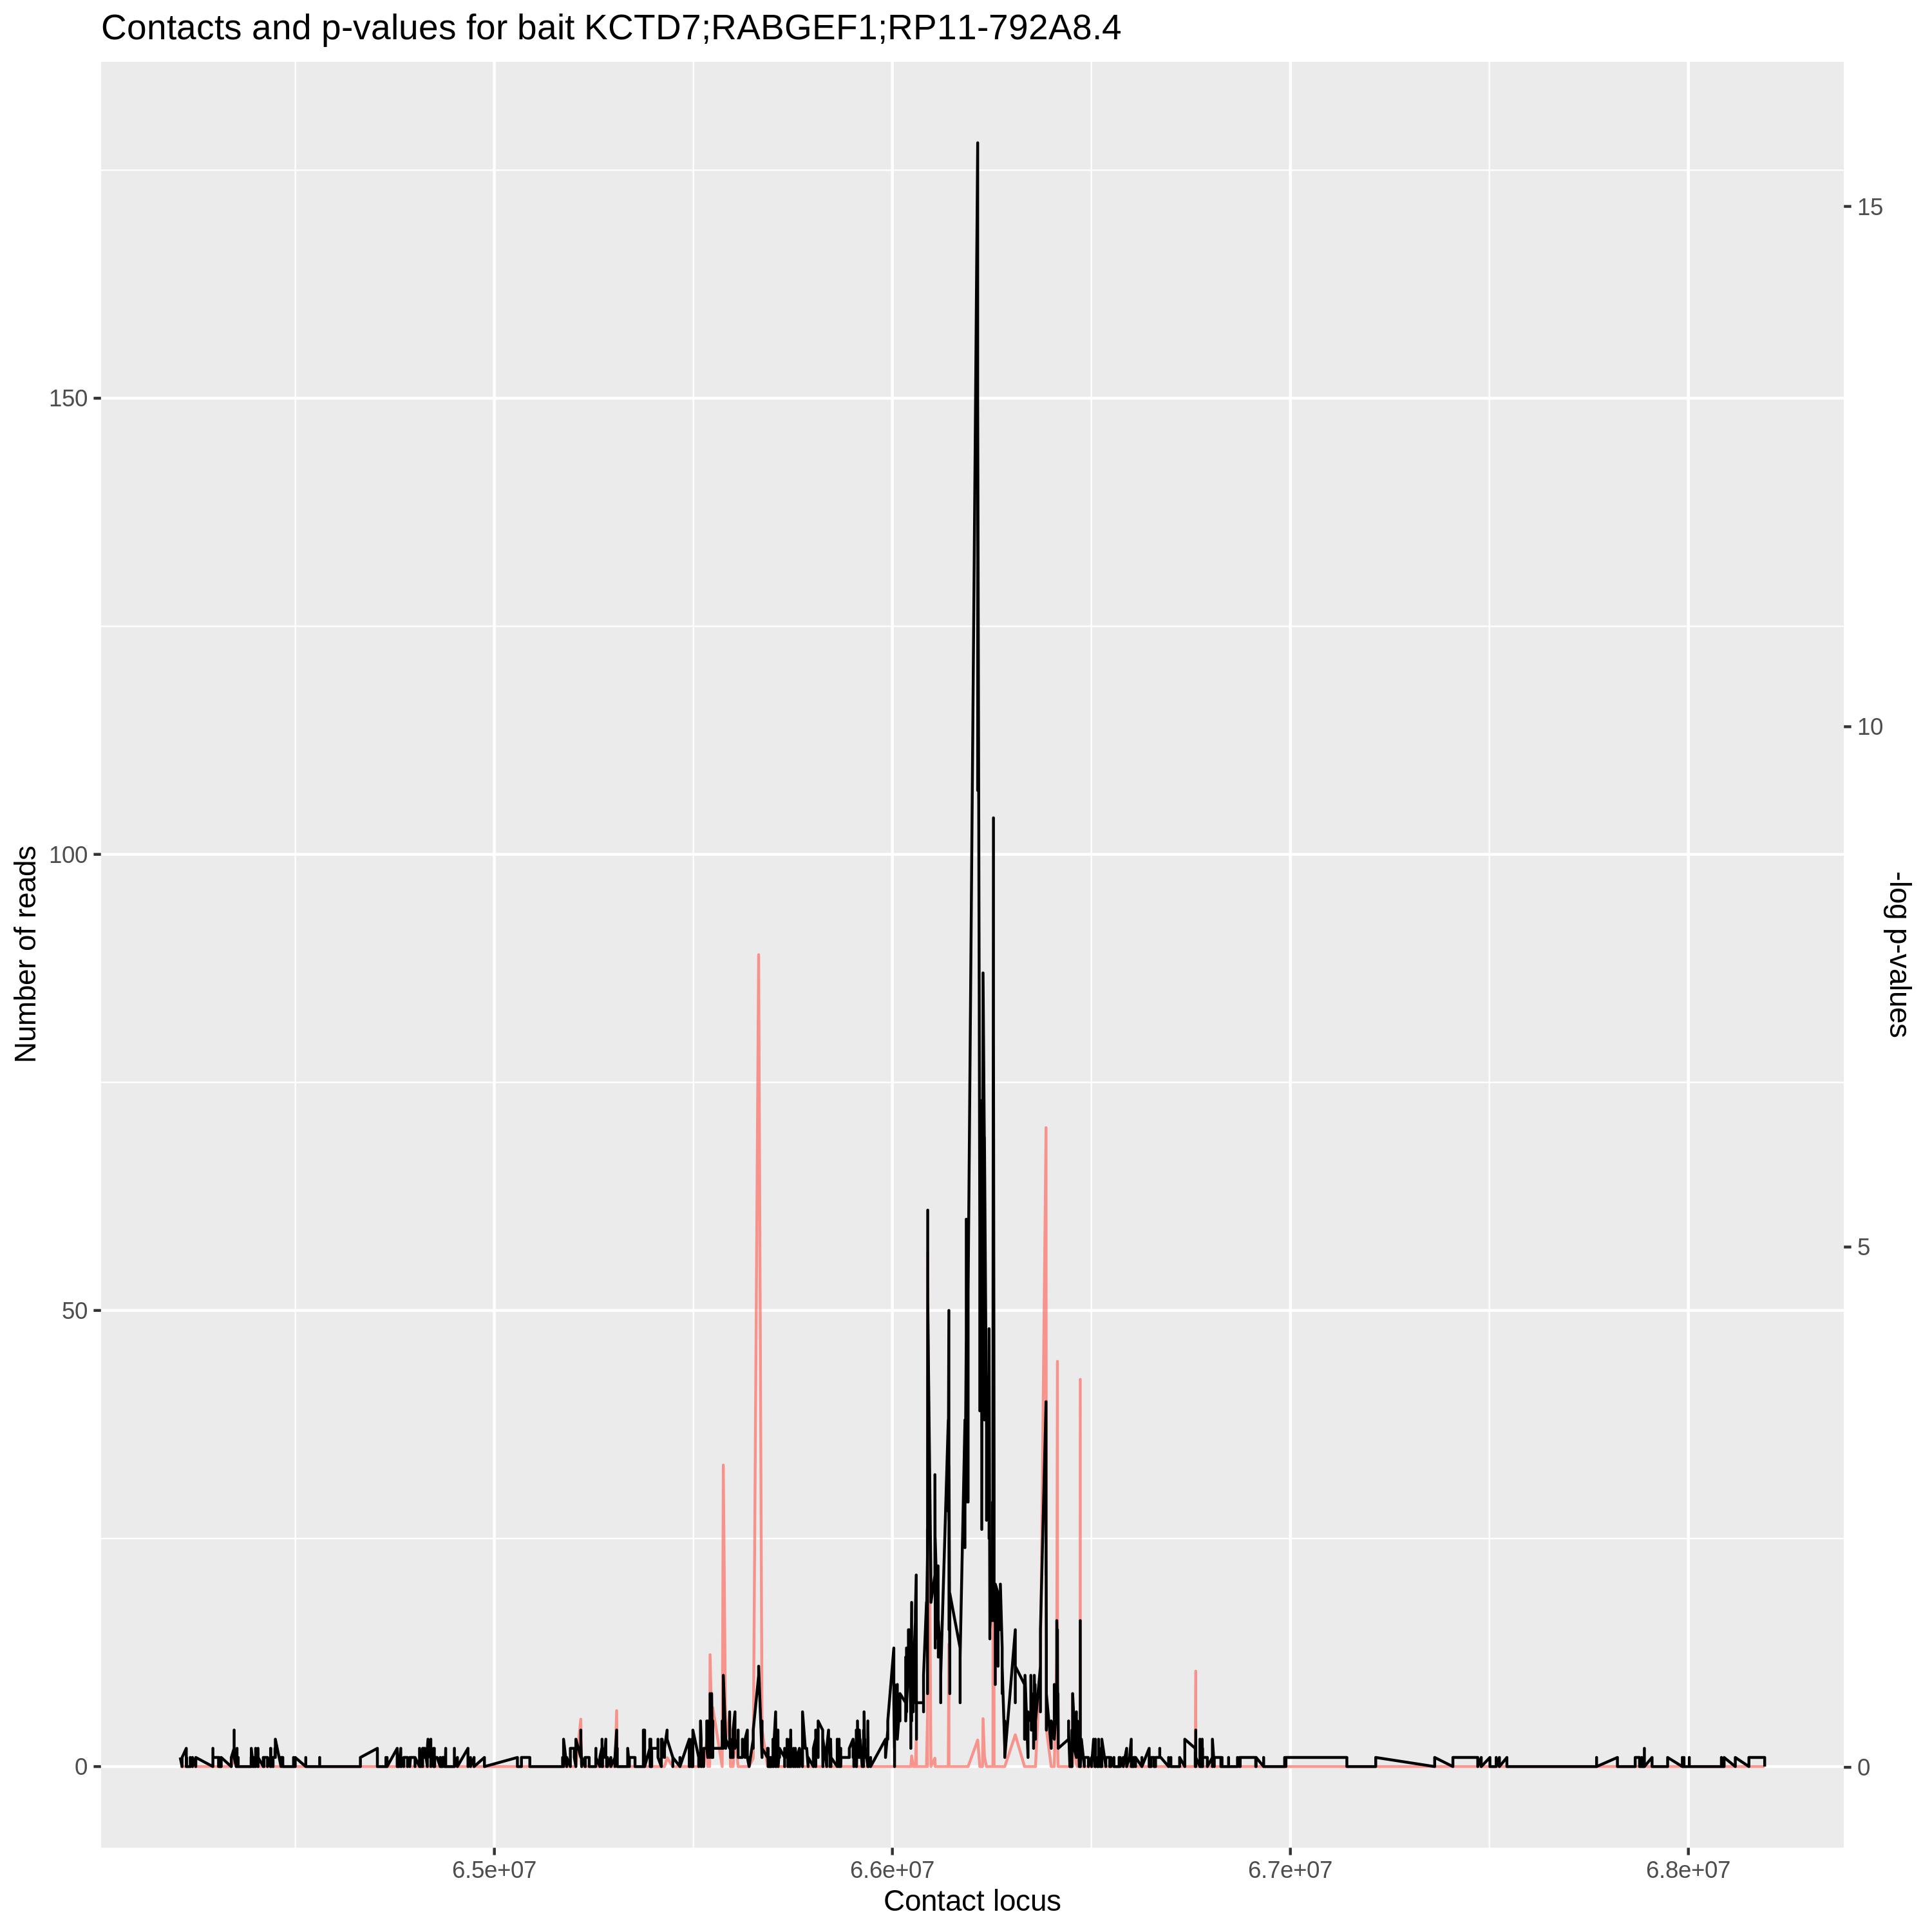 Contacts and p-values for bait KCTD7;RABGEF1;RP11-792A8.4
150
100
50
0
Number of reads
15
10
5
0
-log p-values
6.5e+07 6.6e+07 6.7e+07 6.8e+07
Contact locus